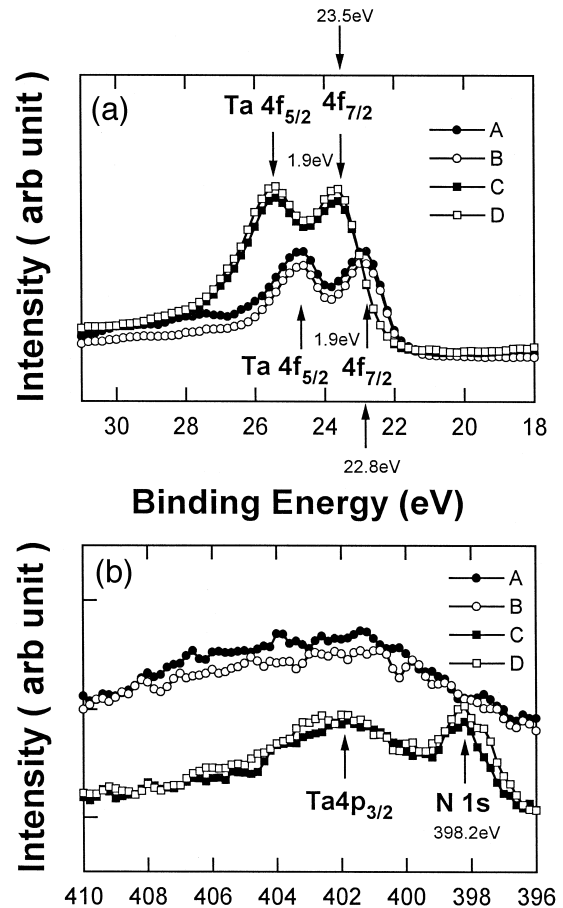 23.5eV
(a)
Ta 4f5/2 4f7/2
1.9eV
A
B
C
D
Intensity ( arb unit )
1.9eV
Ta 4f5/2 4f7/2
30 28 26 24 22 20 18
22.8eV
Binding Energy (eV)
(b)
A
B
C
D
Intensity ( arb unit )
Ta4p3/2 N 1s
398.2eV
410 408 406 404 402 400 398 396